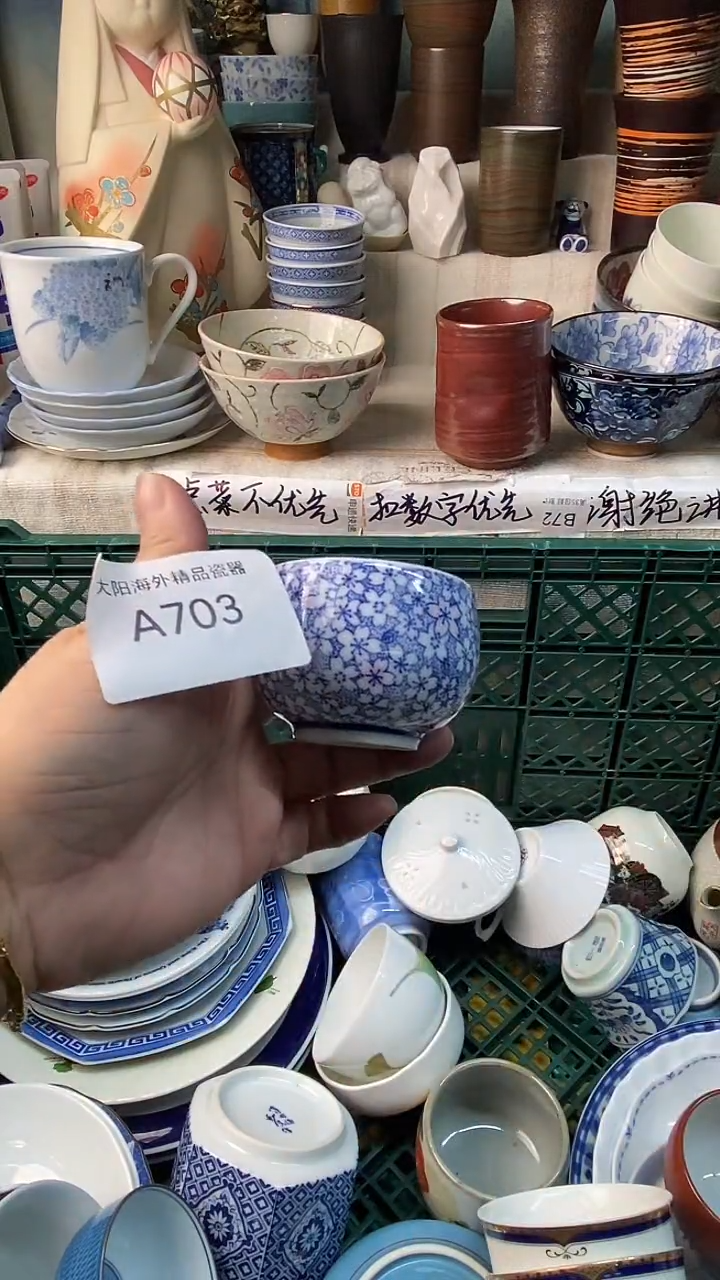 点菜不优先
扣数字优先
B72
谢绝讲
大阳海外精品瓷器
A703